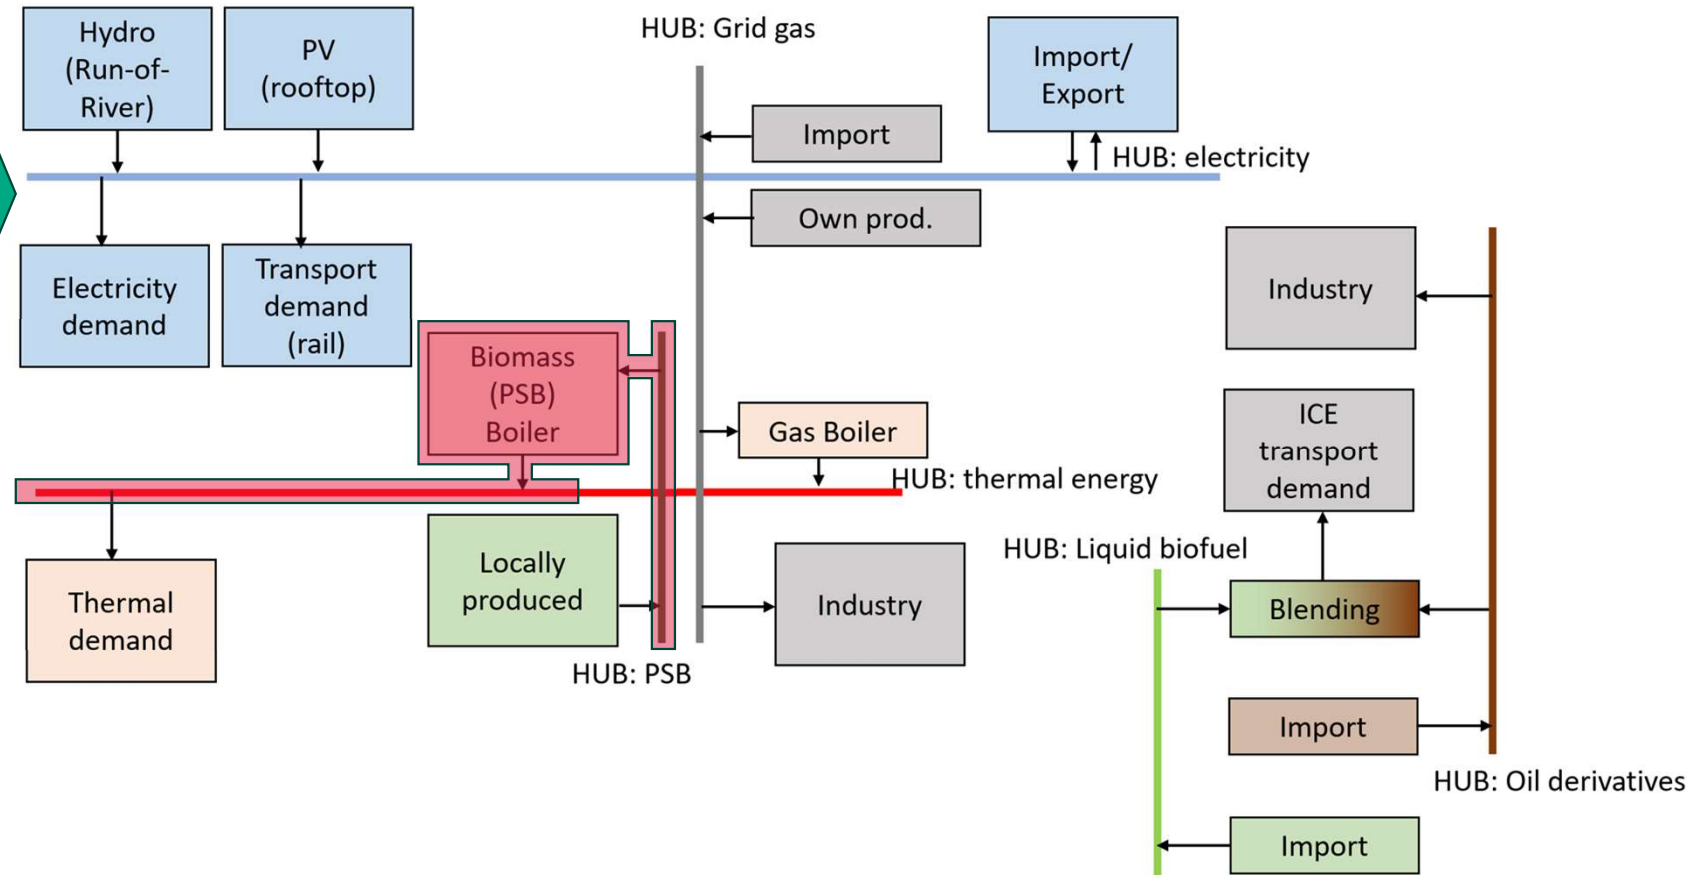 Hydro
(Run-of-
River)
PV
(rooftop)
HUB: Grid gas
Import/
Export
Import
HUB: electricity
Own prod.
Electricity
demand
Transport
demand
(rail)
Industry
Biomass
(PSB)
Boiler
Gas Boiler
ICE
transport
demand
HUB: thermal energy
Locally
produced
HUB: Liquid biofuel
Thermal
demand
Industry
Blending
HUB: PSB
Import
HUB: Oil derivatives
Import